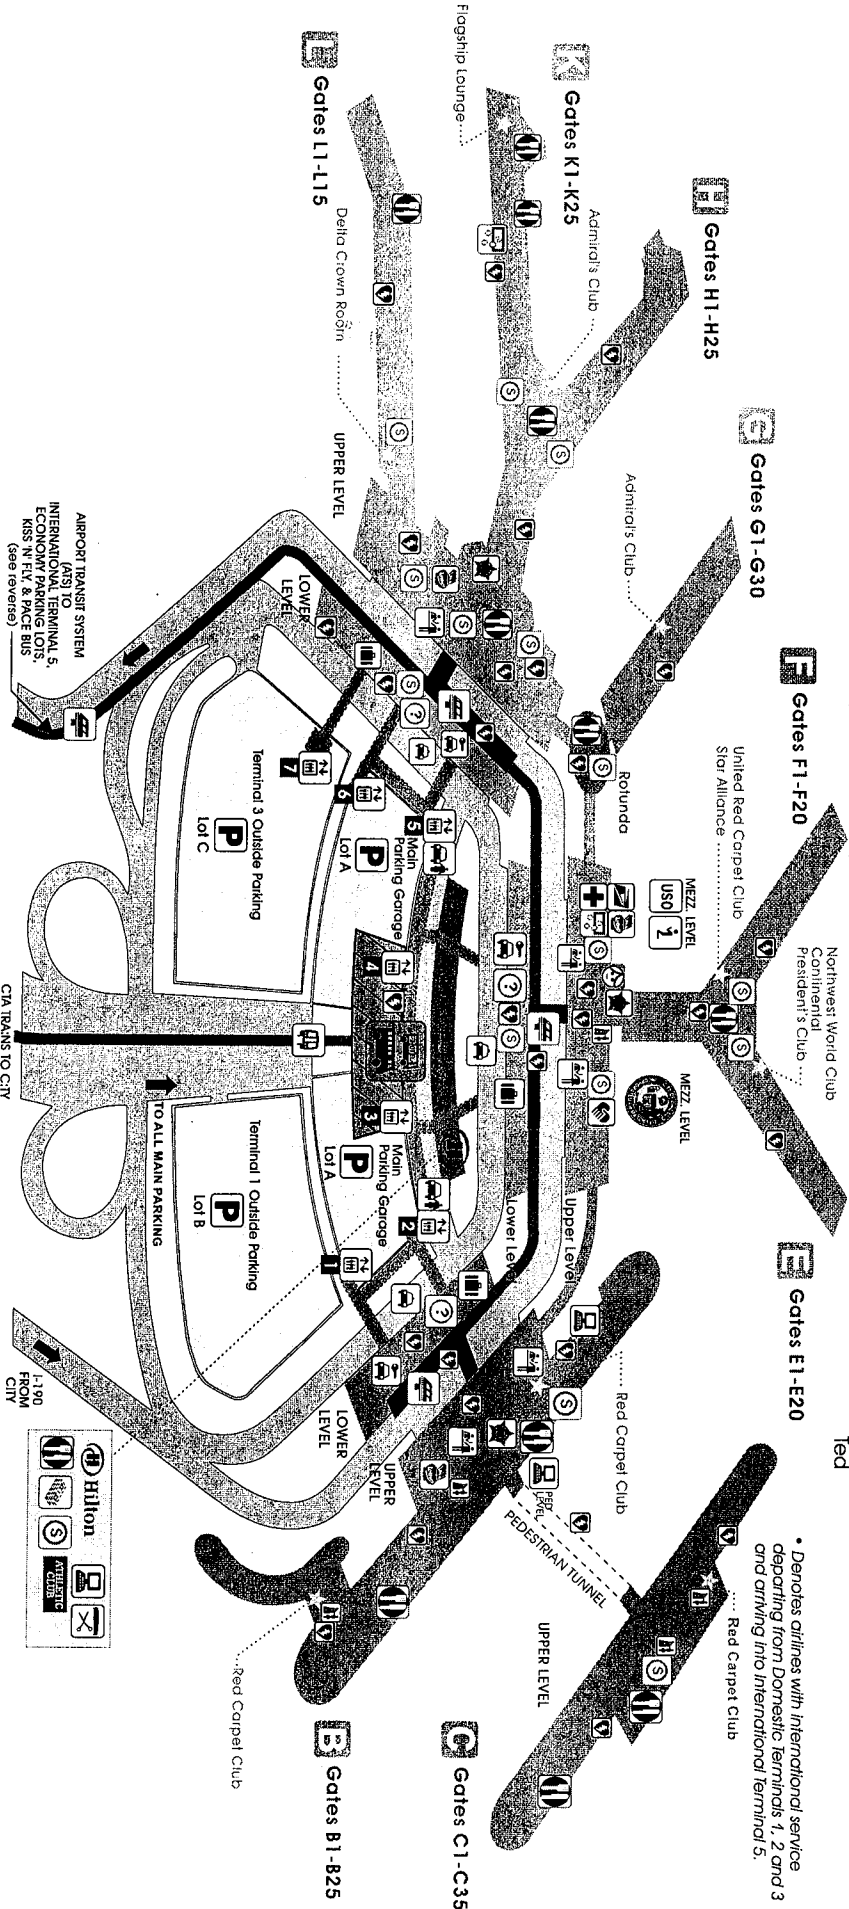 Ted
• Denotes airlines with international service
departing from Domestic Terminals 1, 2 and 3
and arriving into International Terminal 5.
E Gates E1-E20
F Gates F1-F20
G Gates G1-G30
H Gates H1-H25
K Gates K1-K25
L Gates L1-L15
C Gates C1-C35
B Gates B1-B25
Northwest World Club
Continental
President's Club
United Red Carpet Club
Star Alliance
Admiral's Club
Admiral's Club
Flagship Lounge
Delta Crown Room
Rotunda
MEZZ. LEVEL
USO i
MEZZ. LEVEL
Red Carpet Club
Red Carpet Club
Red Carpet Club
PED
LEVEL
PEDESTRIAN TUNNEL
UPPER LEVEL
UPPER LEVEL
LOWER
LEVEL
Upper Level
Lower Level
UPPER
LEVEL
LOWER
LEVEL
7
6
5
4
3
2
1
Main
Parking Garage
P
Lot A
Main
Parking Garage
P
Lot A
Terminal 3 Outside Parking
P
Lot C
Terminal 1 Outside Parking
P
Lot B
AIRPORT TRANSIT SYSTEM
(ATS) TO
INTERNATIONAL TERMINAL 5,
ECONOMY PARKING LOTS,
KISS 'N' FLY, & PACE BUS
(see reverse)
CTA TRAINS TO CITY
TO ALL MAIN PARKING
I-190
FROM
CITY
H Hilton
ATHLETIC
CLUB